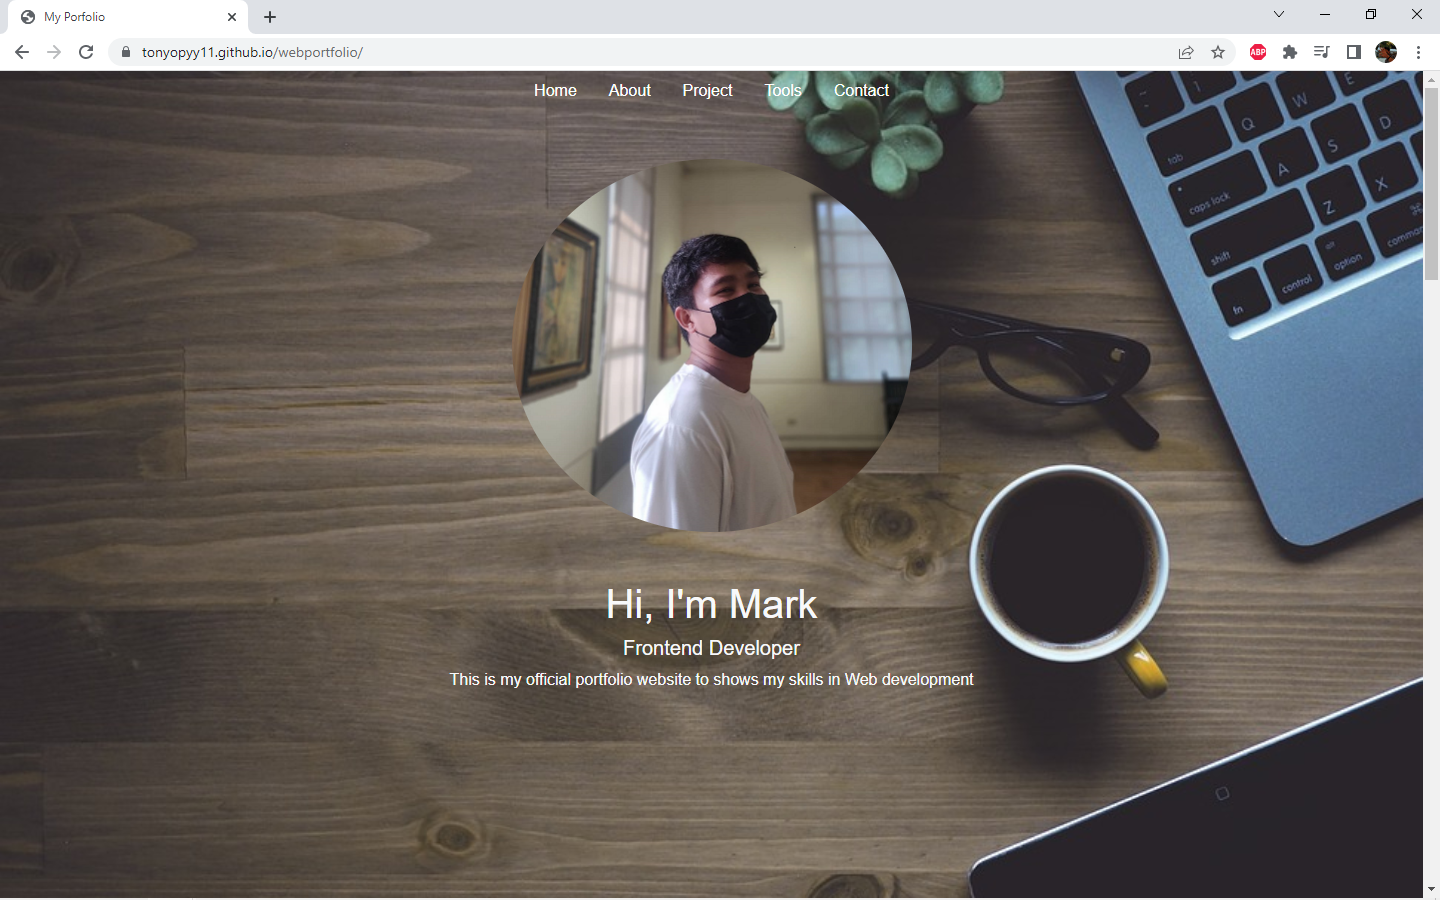 My Porfolio
tonyopyy11.github.io/webportfolio/
ABP
Home About Project Tools Contact
Q W E
tab
A S D
caps lock
Z X
shift
fn control option command
Hi, I'm Mark
Frontend Developer
This is my official portfolio website to shows my skills in Web development